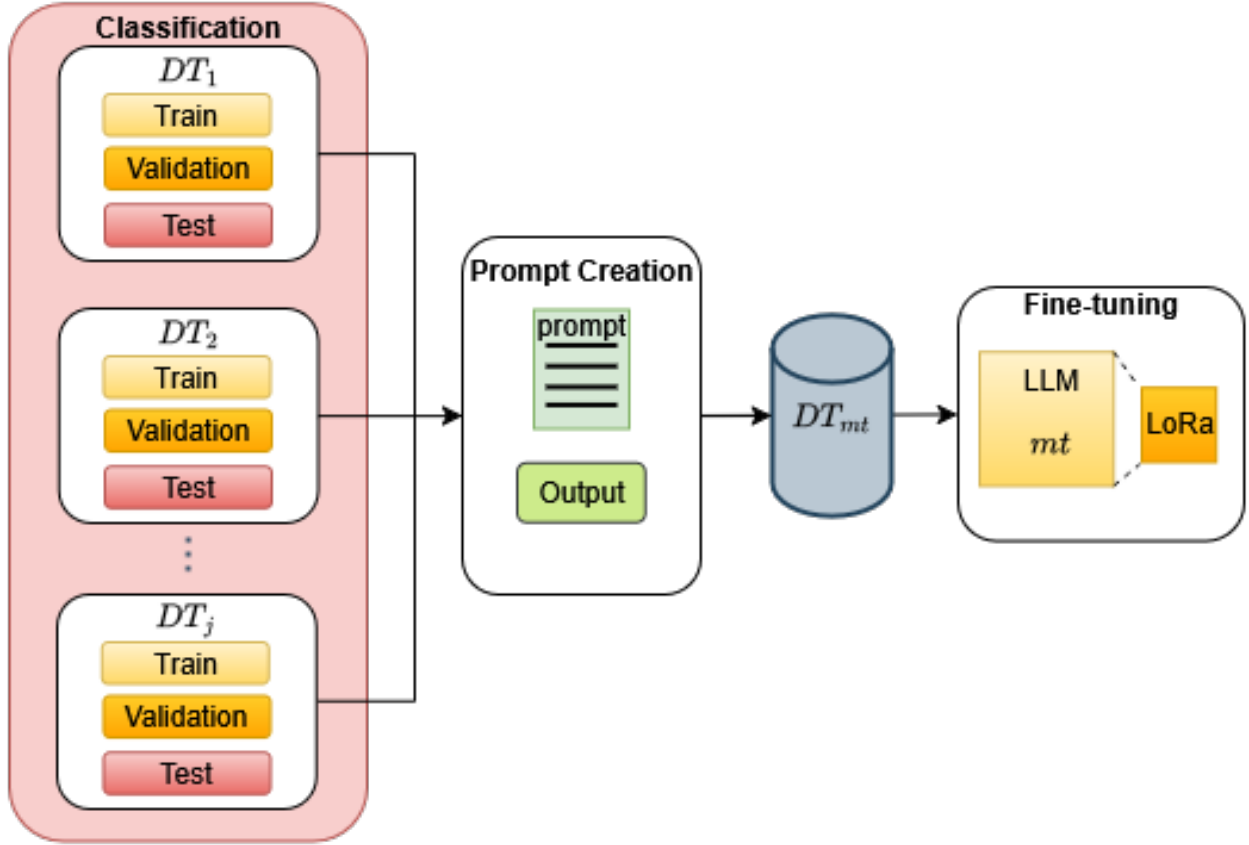 Classification
DT₁
Train
Validation
Test
DT₂
Train
Validation
Test
DTⱼ
Train
Validation
Test
Prompt Creation
prompt
Output
DTₘₜ
Fine-tuning
LLM
mt
LoRa